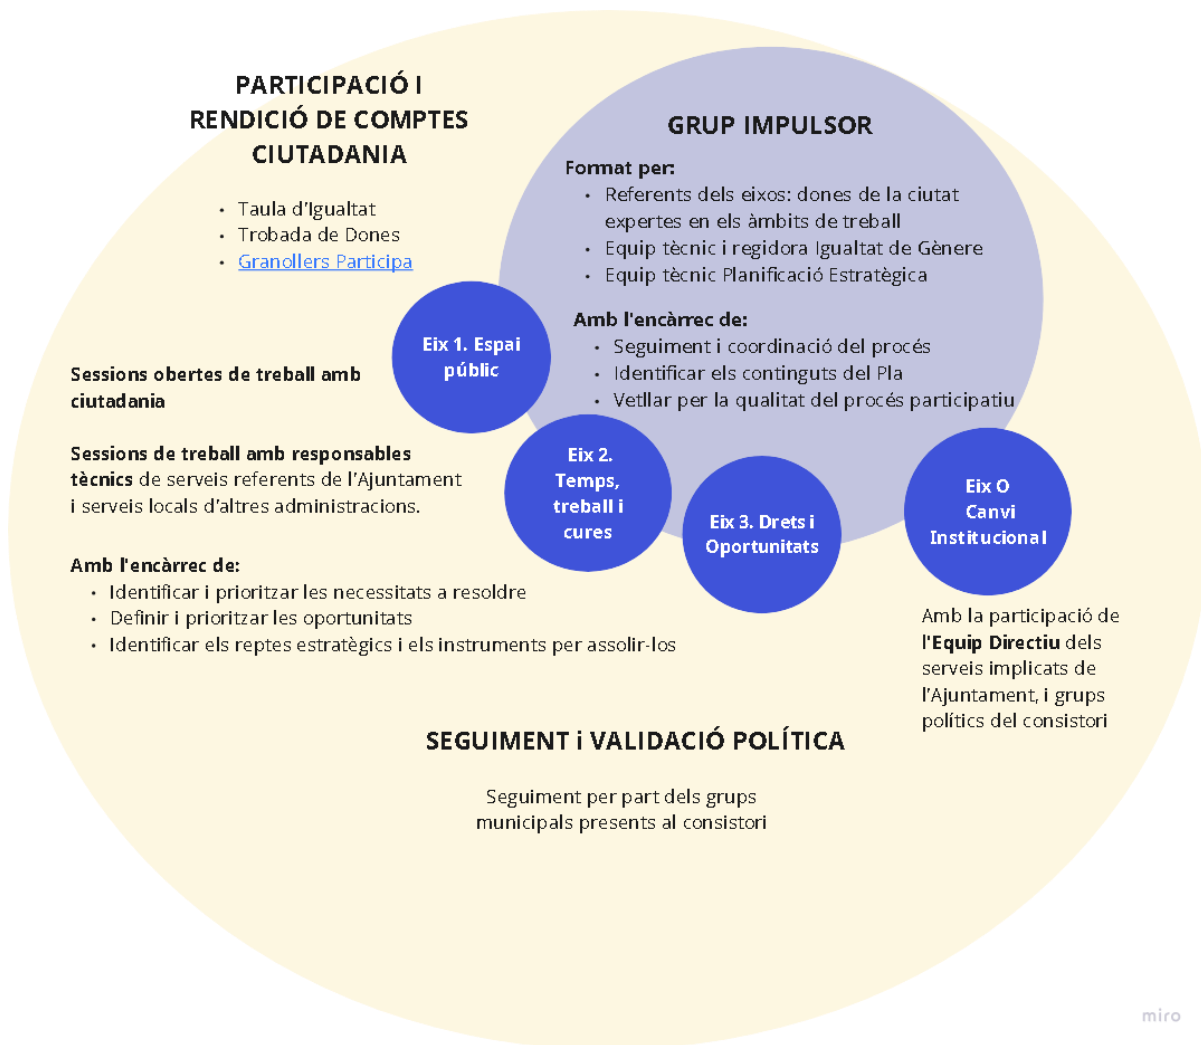 PARTICIPACIÓ I
RENDICIÓ DE COMPTES
CIUTADANIA
• Taula d'Igualtat
• Trobada de Dones
• Granollers Participa
GRUP IMPULSOR
Format per:
• Referents dels eixos: dones de la ciutat
expertes en els àmbits de treball
• Equip tècnic i regidora Igualtat de Gènere
• Equip tècnic Planificació Estratègica
Amb l'encàrrec de:
• Seguiment i coordinació del procés
• Identificar els continguts del Pla
• Vetllar per la qualitat del procés participatiu
Eix 1. Espai
públic
Eix 2.
Temps,
treball i
cures
Eix 3. Drets i
Oportunitats
Eix O
Canvi
Institucional
Sessions obertes de treball amb
ciutadania
Sessions de treball amb responsables
tècnics de serveis referents de l'Ajuntament
i serveis locals d'altres administracions.
Amb l'encàrrec de:
• Identificar i prioritzar les necessitats a resoldre
• Definir i prioritzar les oportunitats
• Identificar els reptes estratègics i els instruments per assolir-los
Amb la participació de
l'Equip Directiu dels
serveis implicats de
l'Ajuntament, i grups
polítics del consistori
SEGUIMENT i VALIDACIÓ POLÍTICA
Seguiment per part dels grups
municipals presents al consistori
miro